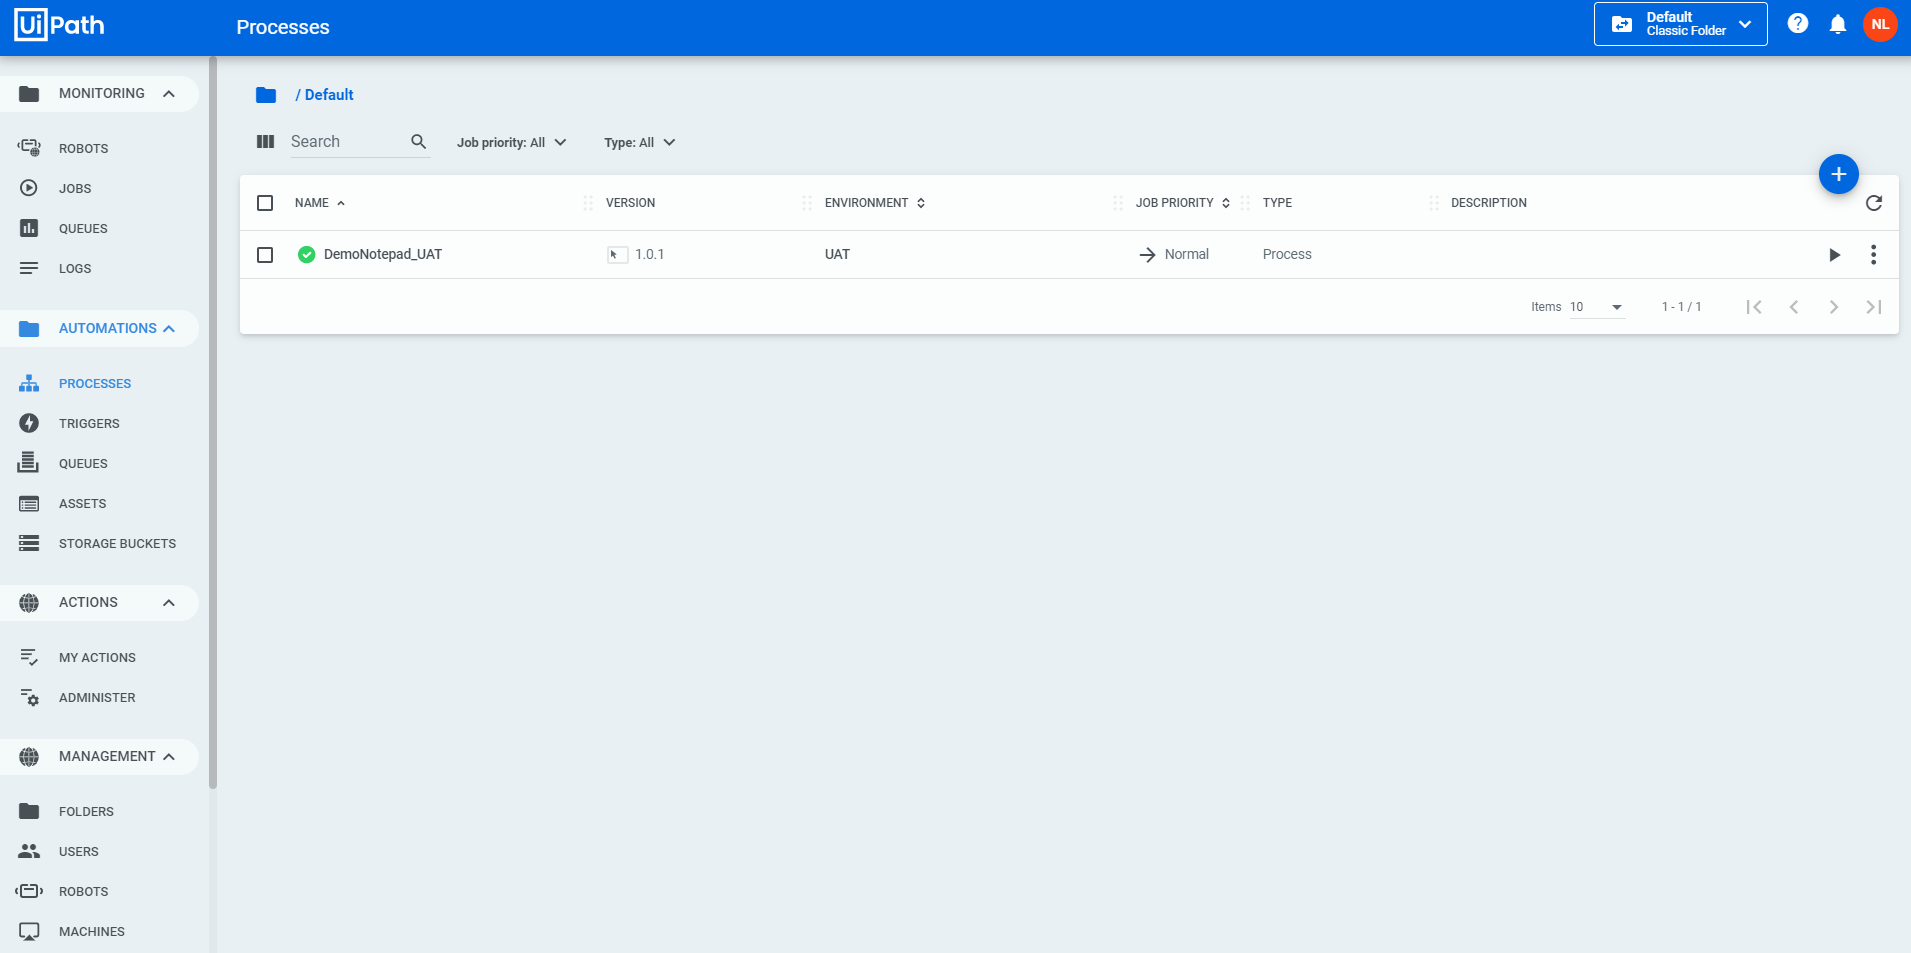 UiPath
Processes
Default
Classic Folder
NL
MONITORING
ROBOTS
JOBS
QUEUES
LOGS
AUTOMATIONS
PROCESSES
TRIGGERS
QUEUES
ASSETS
STORAGE BUCKETS
ACTIONS
MY ACTIONS
ADMINISTER
MANAGEMENT
FOLDERS
USERS
ROBOTS
MACHINES
/ Default
Search
Job priority: All
Type: All
NAME VERSION ENVIRONMENT JOB PRIORITY TYPE DESCRIPTION
DemoNotepad_UAT 1.0.1 UAT Normal Process
Items 10 1 - 1 / 1